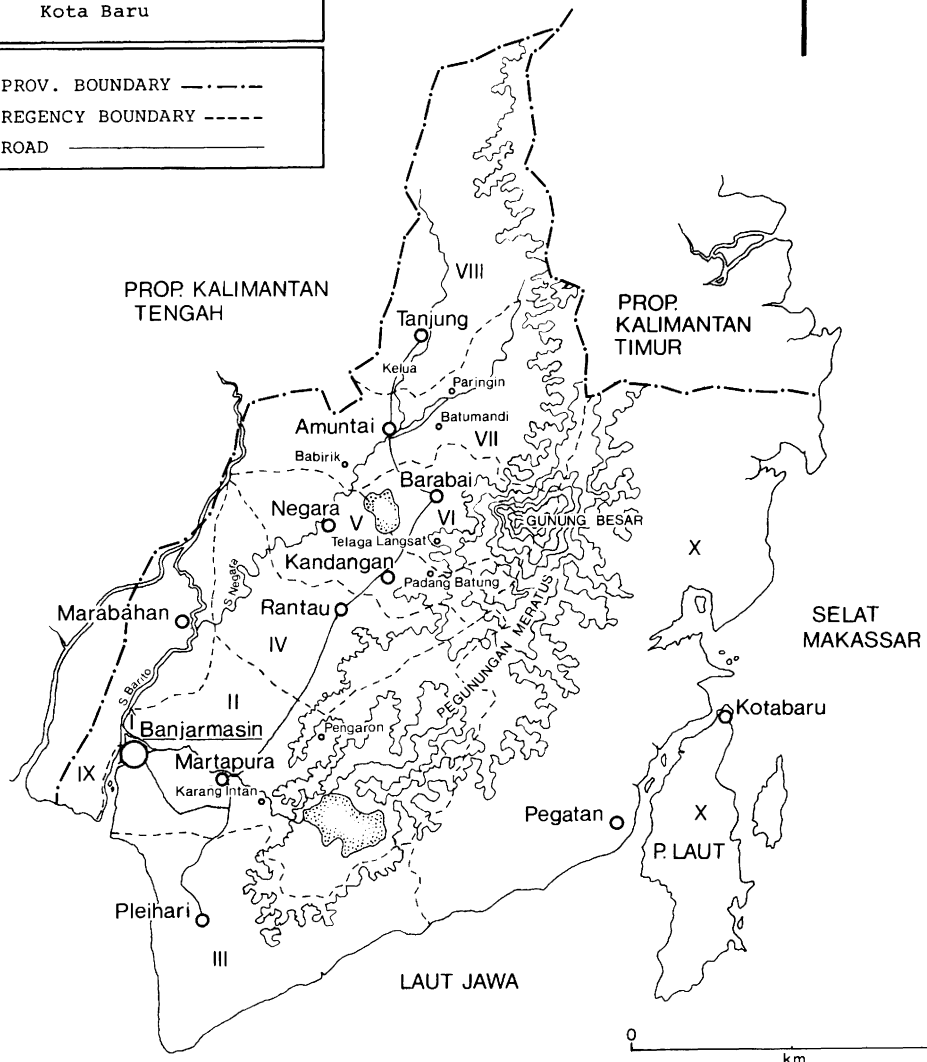 Kota Baru
PROV. BOUNDARY
REGENCY BOUNDARY
ROAD
VIII
PROP. KALIMANTAN
TENGAH
PROP.
KALIMANTAN
TIMUR
Tanjung
Kelua
Paringin
Batumandi
Amuntai
VII
Babirik
Barabai
Negara
V
VI
GUNUNG BESAR
Telaga Langsat
X
Kandangan
Padang Batung
S. Negara
Rantau
Marabahan
SELAT
MAKASSAR
IV
PEGUNUNGAN MERATUS
S. Barito
II
Kotabaru
I
Banjarmasin
Pengaron
Martapura
IX
Karang Intan
Pegatan
X
P. LAUT
Pleihari
III
LAUT JAWA
0
km